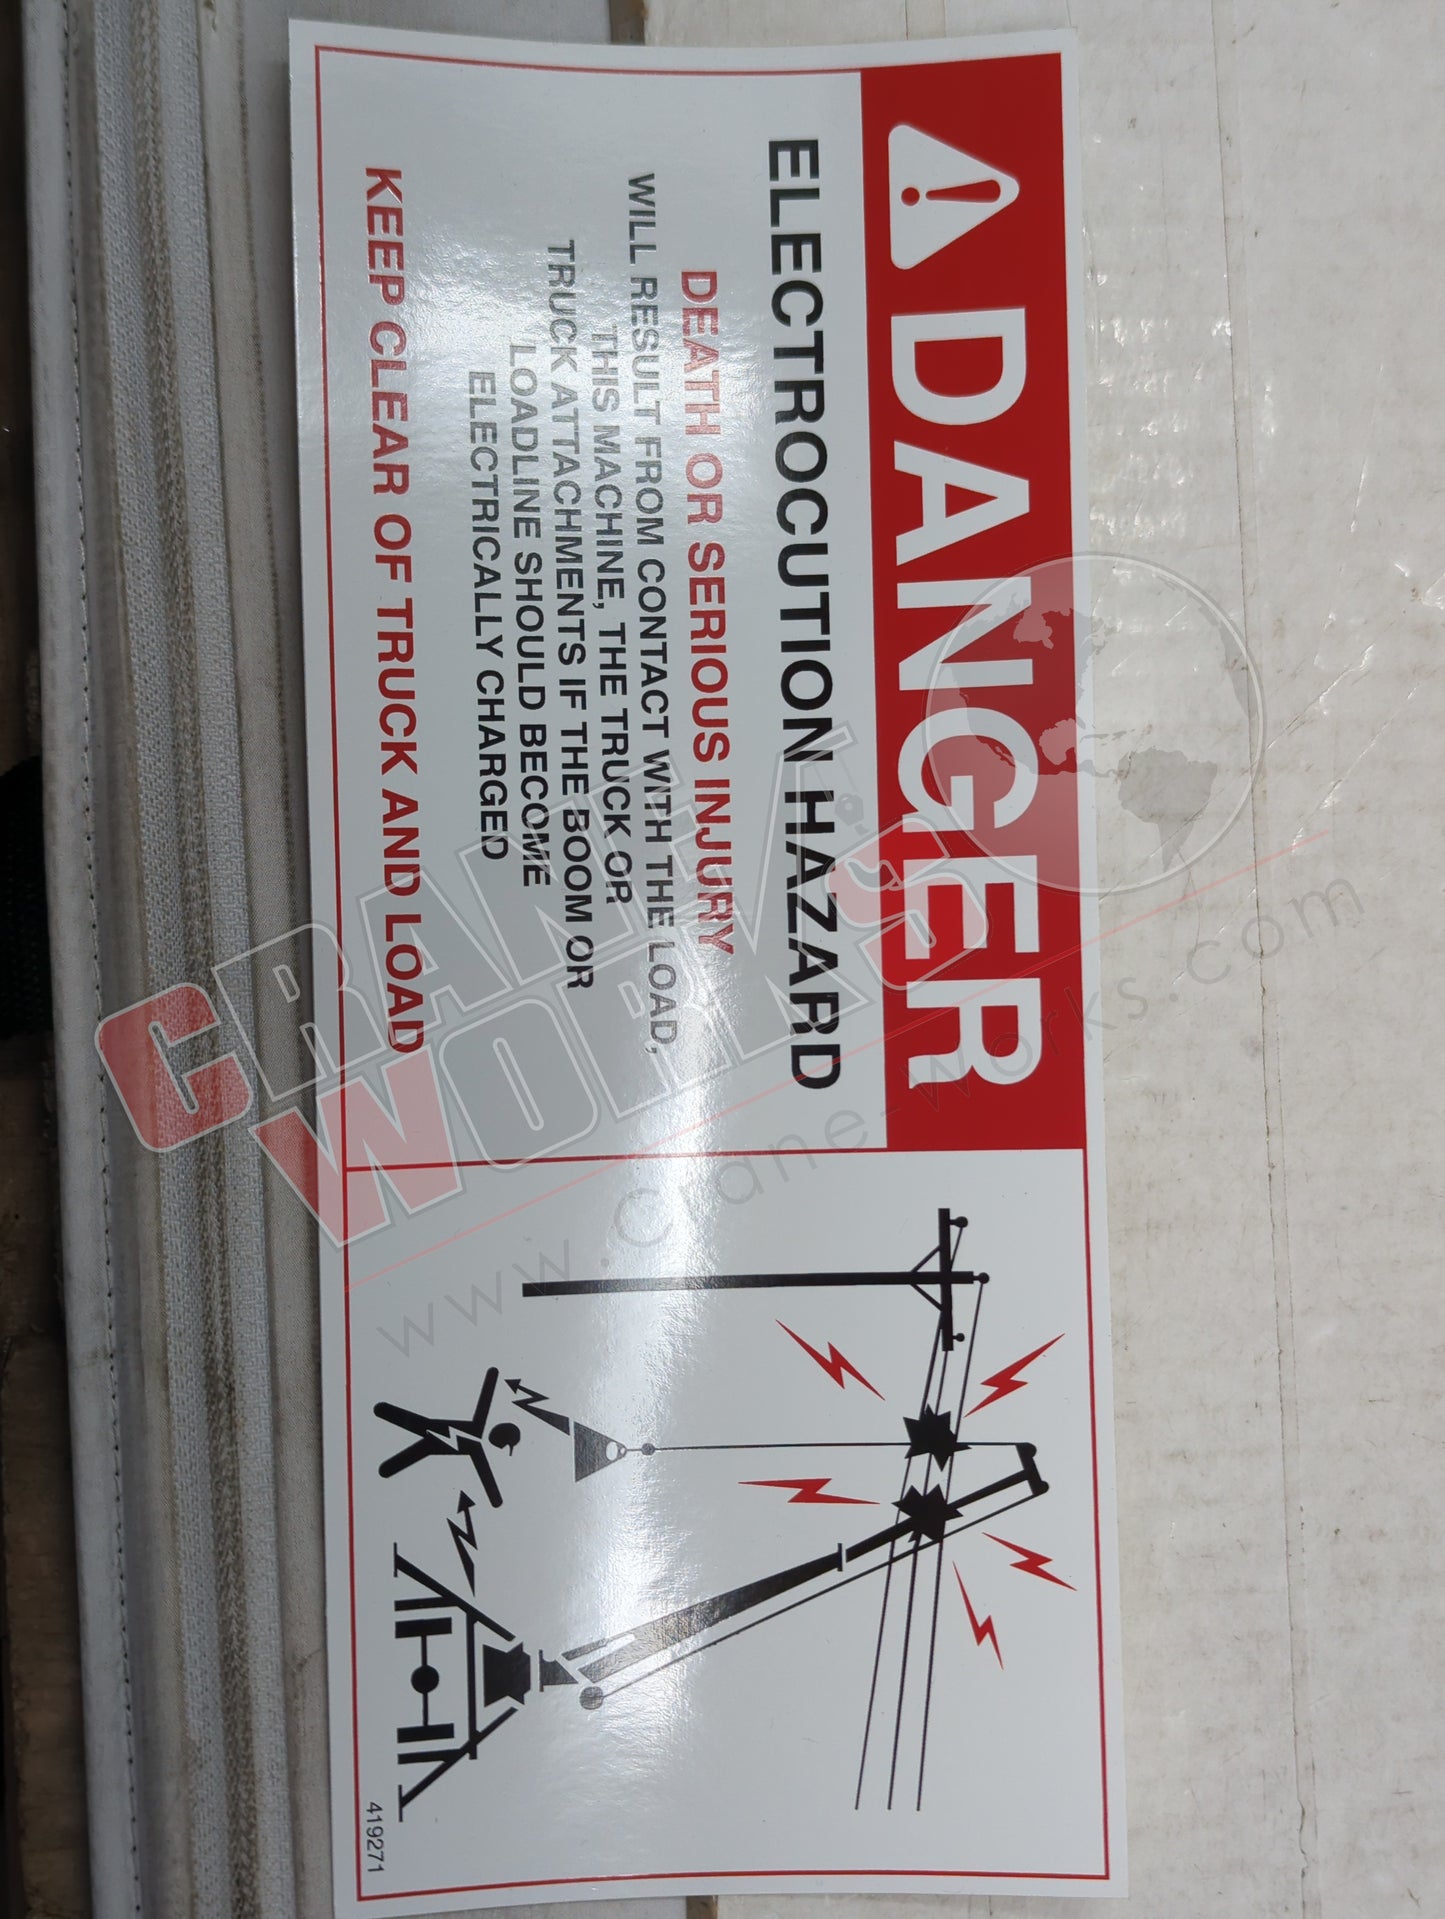 DANGER
ELECTROCUTION HAZARD
DEATH OR SERIOUS INJURY
WILL RESULT FROM CONTACT WITH THE LOAD,
THIS MACHINE, THE TRUCK OR
TRUCK ATTACHMENTS IF THE BOOM OR
LOADLINE SHOULD BECOME
ELECTRICALLY CHARGED
KEEP CLEAR OF TRUCK AND LOAD
419271
CRANE
WORKS
www.crane-works.com